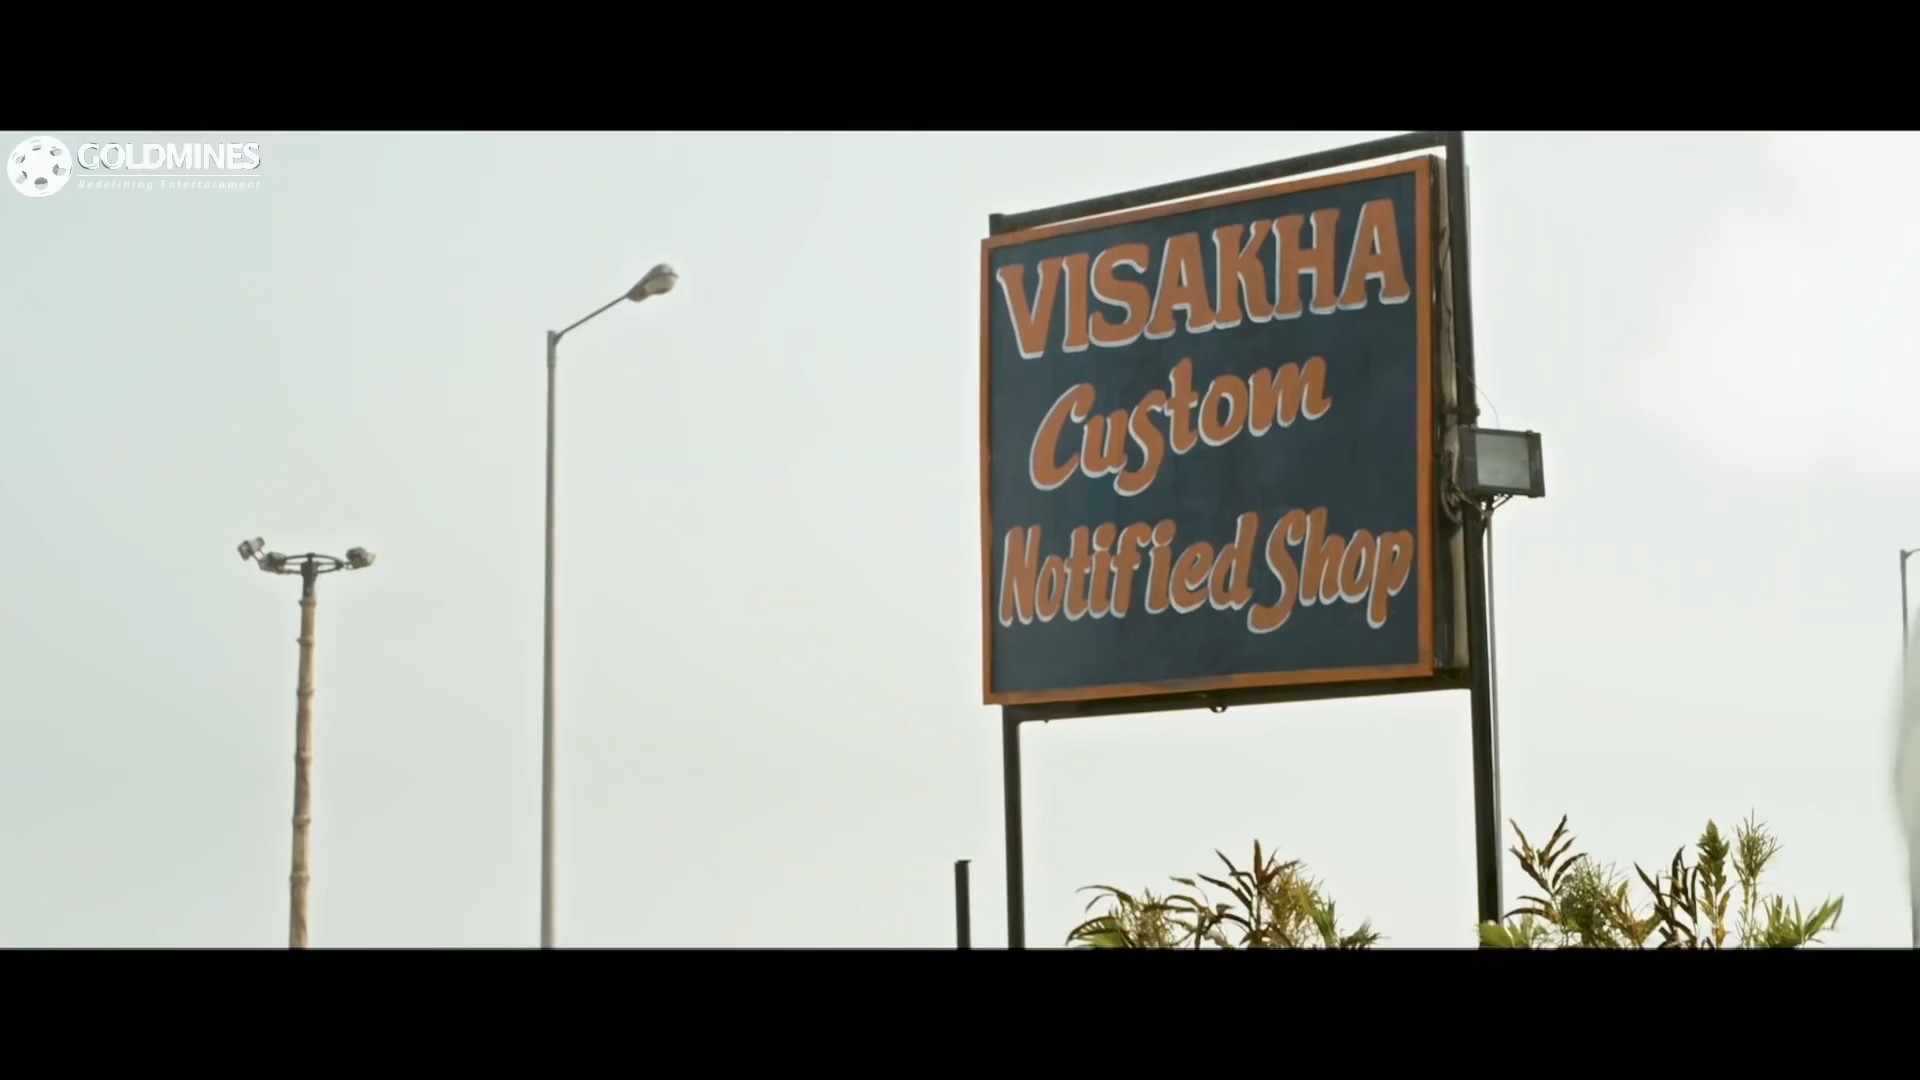 GOLDMINES
Redefining Entertainment
VISAKHA
Custom
Notified Shop